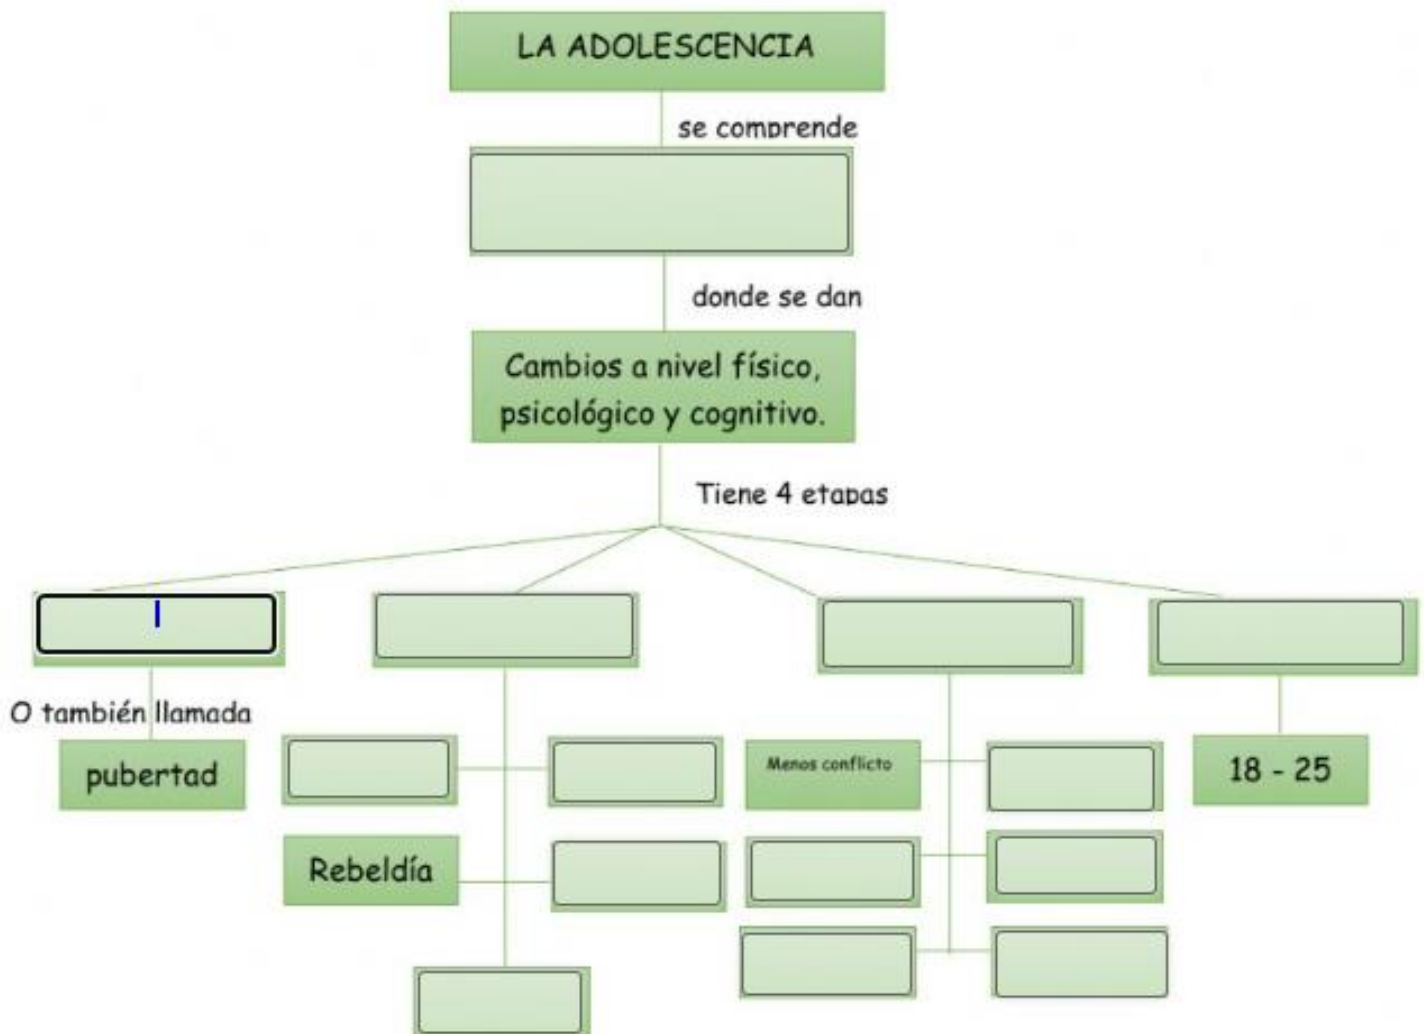 LA ADOLESCENCIA
se comprende
donde se dan
Cambios a nivel físico,
psicológico y cognitivo.
Tiene 4 etapas
O también llamada
pubertad
Rebeldía
Menos conflicto
18 - 25